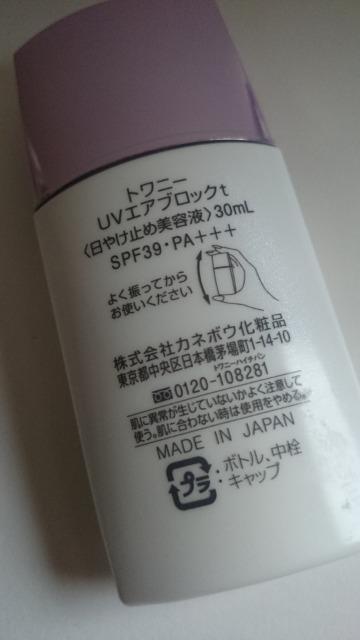 トワニー
UVエアブロックt
〈日やけ止め美容液〉30mL
SPF39・PA+++
よく振ってから
お使いください
株式会社カネボウ化粧品
東京都中央区日本橋茅場町1-14-10
トワニーハイチバン
0120-108281
肌に異常が生じていないかよく注意して
使う。肌に合わない時は使用をやめる。
MADE IN JAPAN
プラ
:ボトル、中栓
:キャップ